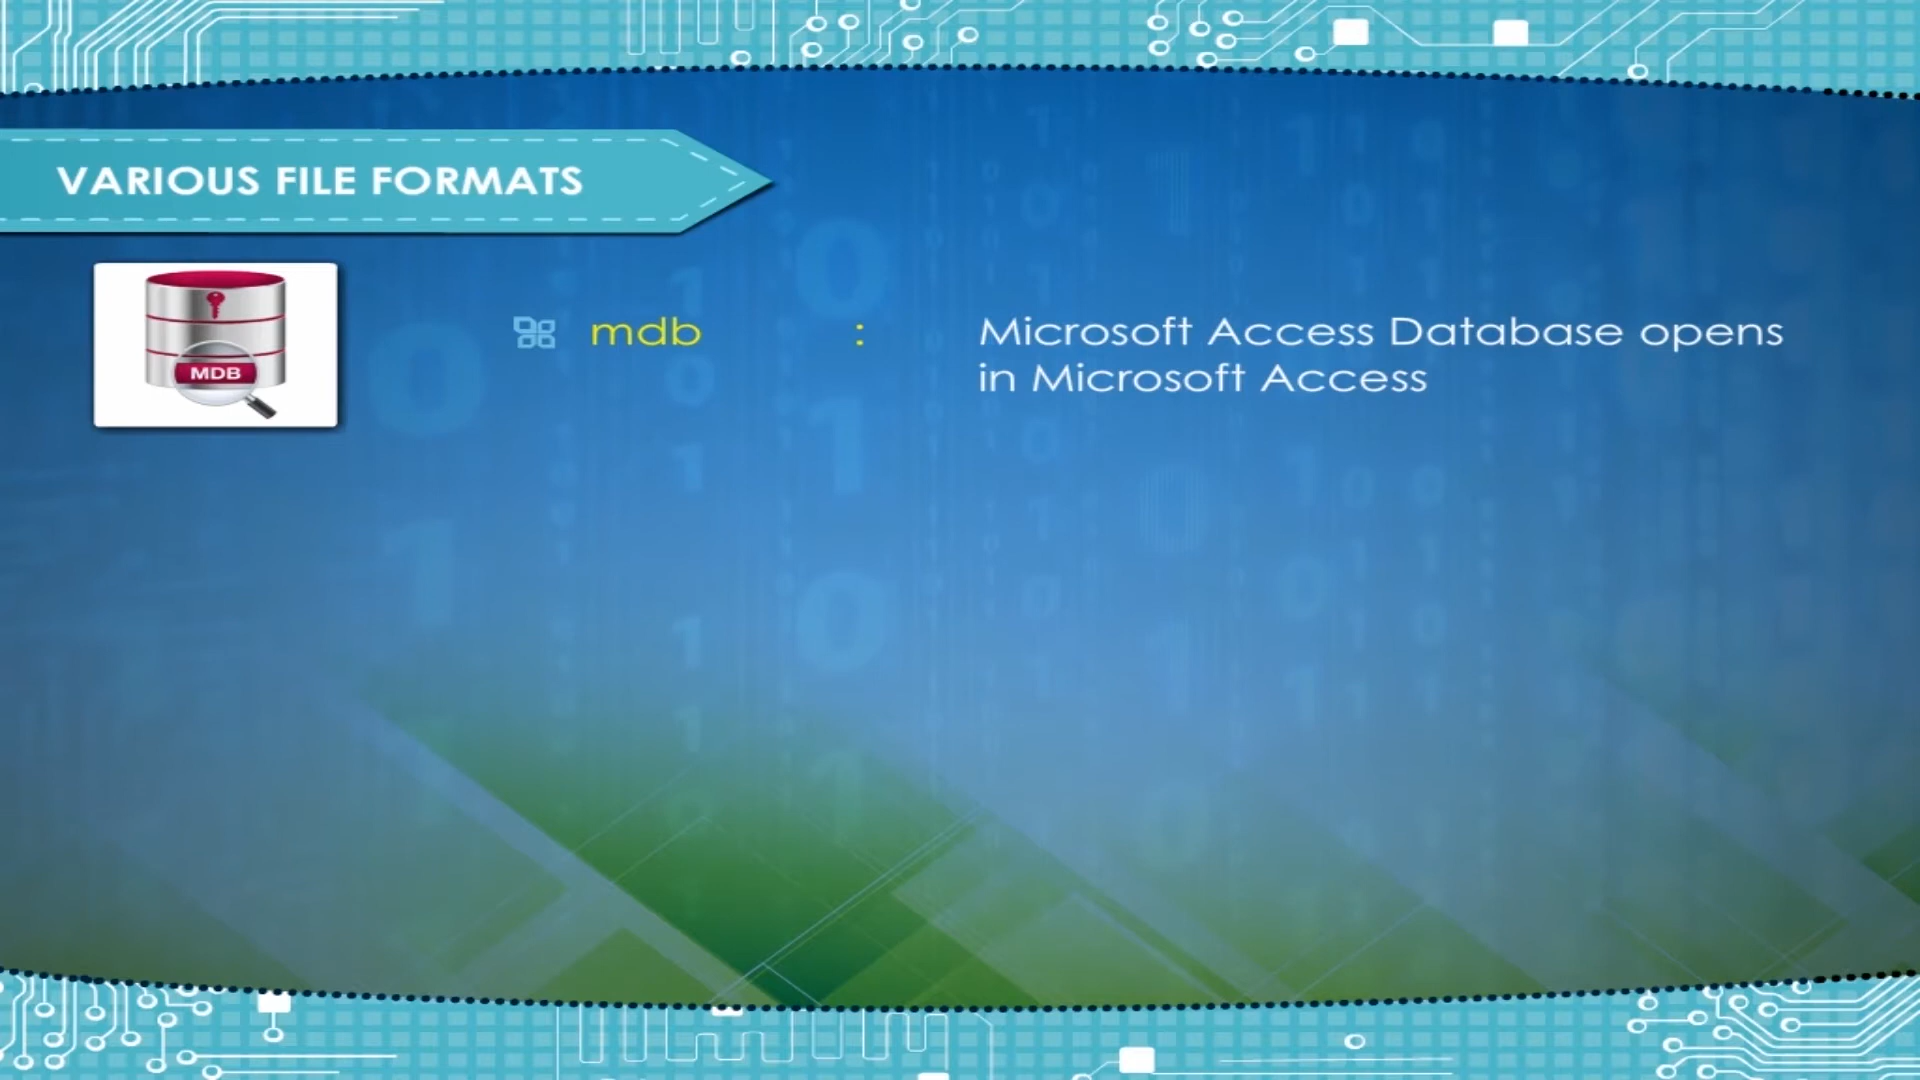 VARIOUS FILE FORMATS
MDB
mdb : Microsoft Access Database opens
in Microsoft Access